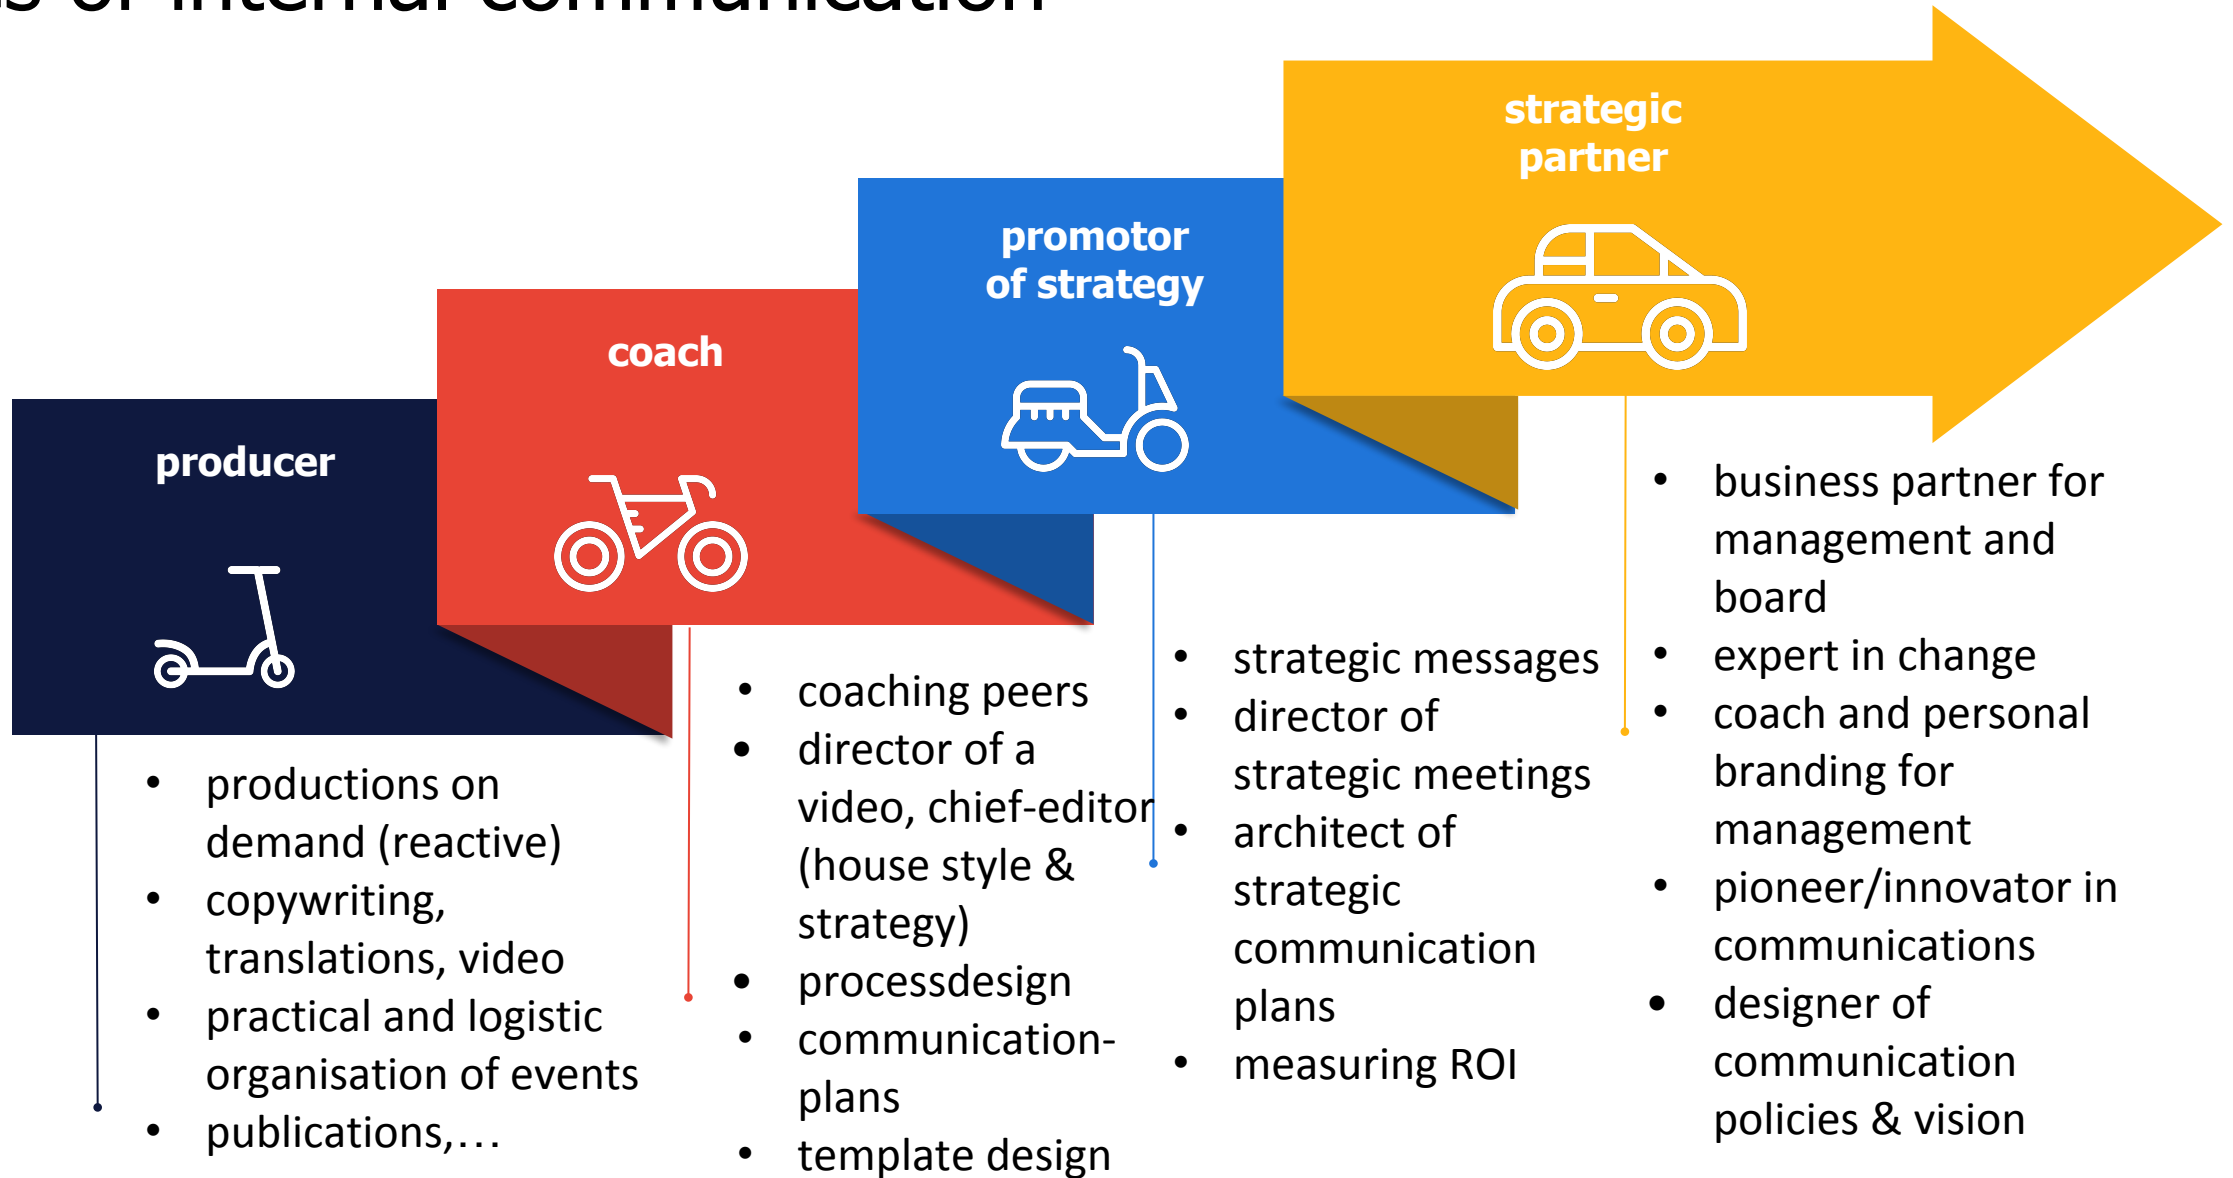 of internal communication
producer
• productions on
demand (reactive)
• copywriting,
translations, video
• practical and logistic
organisation of events
• publications,…
coach
• coaching peers
• director of a
video, chief-editor
(house style &
strategy)
• processdesign
• communication-
plans
• template design
promotor
of strategy
• strategic messages
• director of
strategic meetings
• architect of
strategic
communication
plans
• measuring ROI
strategic
partner
• business partner for
management and
board
• expert in change
• coach and personal
branding for
management
• pioneer/innovator in
communications
• designer of
communication
policies & vision